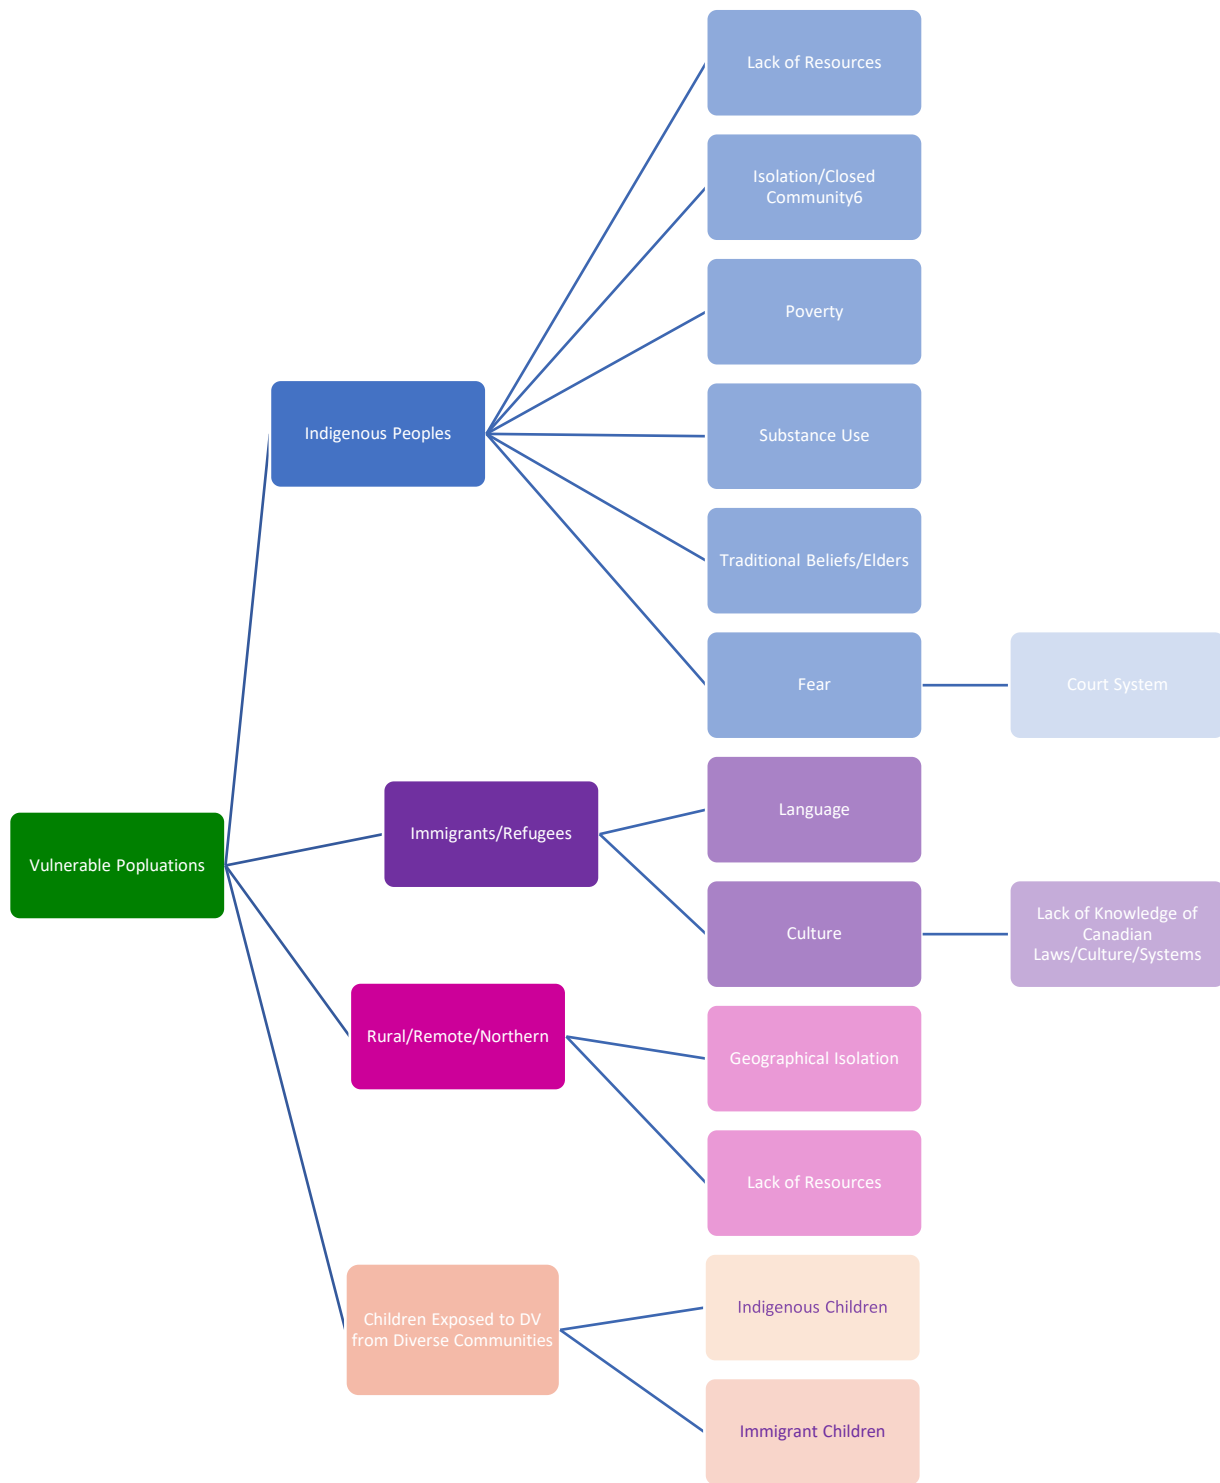 Lack of Resources
Isolation/Closed
Community6
Poverty
Indigenous Peoples
Substance Use
Traditional Beliefs/Elders
Fear
Court System
Language
Immigrants/Refugees
Vulnerable Popluations
Culture
Lack of Knowledge of
Canadian
Laws/Culture/Systems
Rural/Remote/Northern
Geographical Isolation
Lack of Resources
Children Exposed to DV
from Diverse Communities
Indigenous Children
Immigrant Children